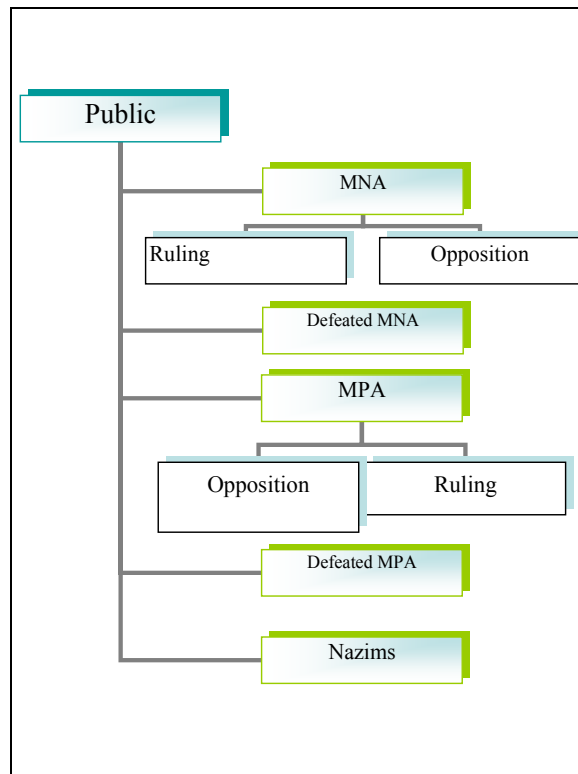 Public
MNA
Ruling
Opposition
Defeated MNA
MPA
Opposition
Ruling
Defeated MPA
Nazims